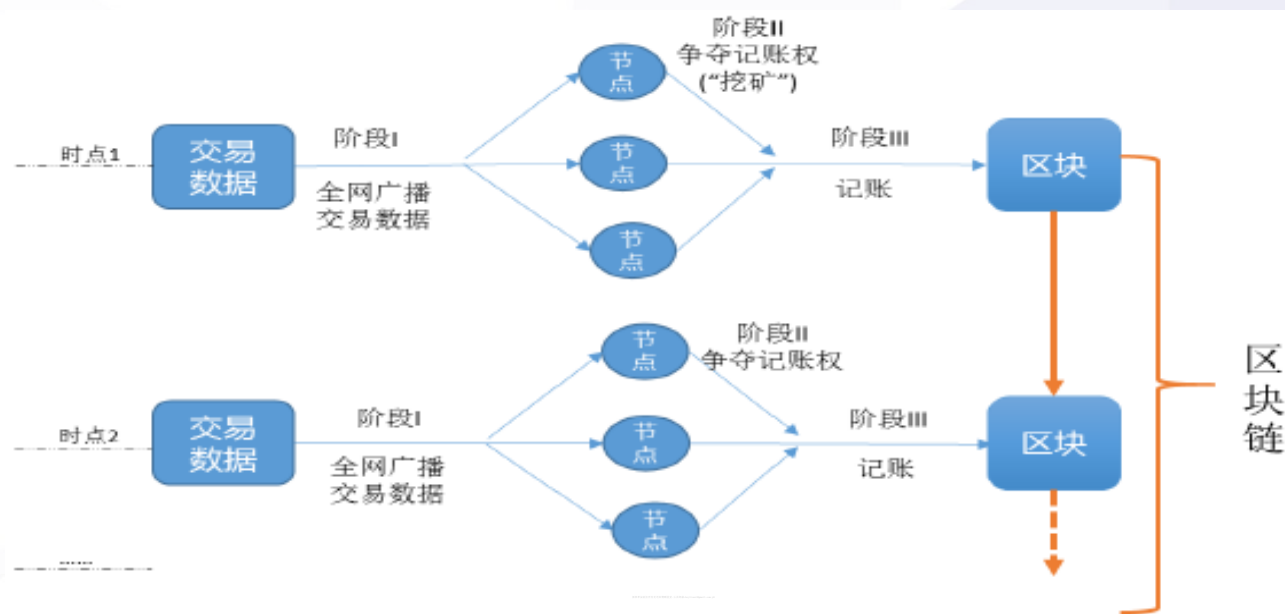 阶段II
争夺记账权
(“挖矿”)
节
点
时点1
交易
数据
阶段I
全网广播
交易数据
节
点
节
点
阶段III
记账
区块
阶段II
争夺记账权
节
点
时点2
交易
数据
阶段I
全网广播
交易数据
节
点
节
点
阶段III
记账
区块
区
块
链
……